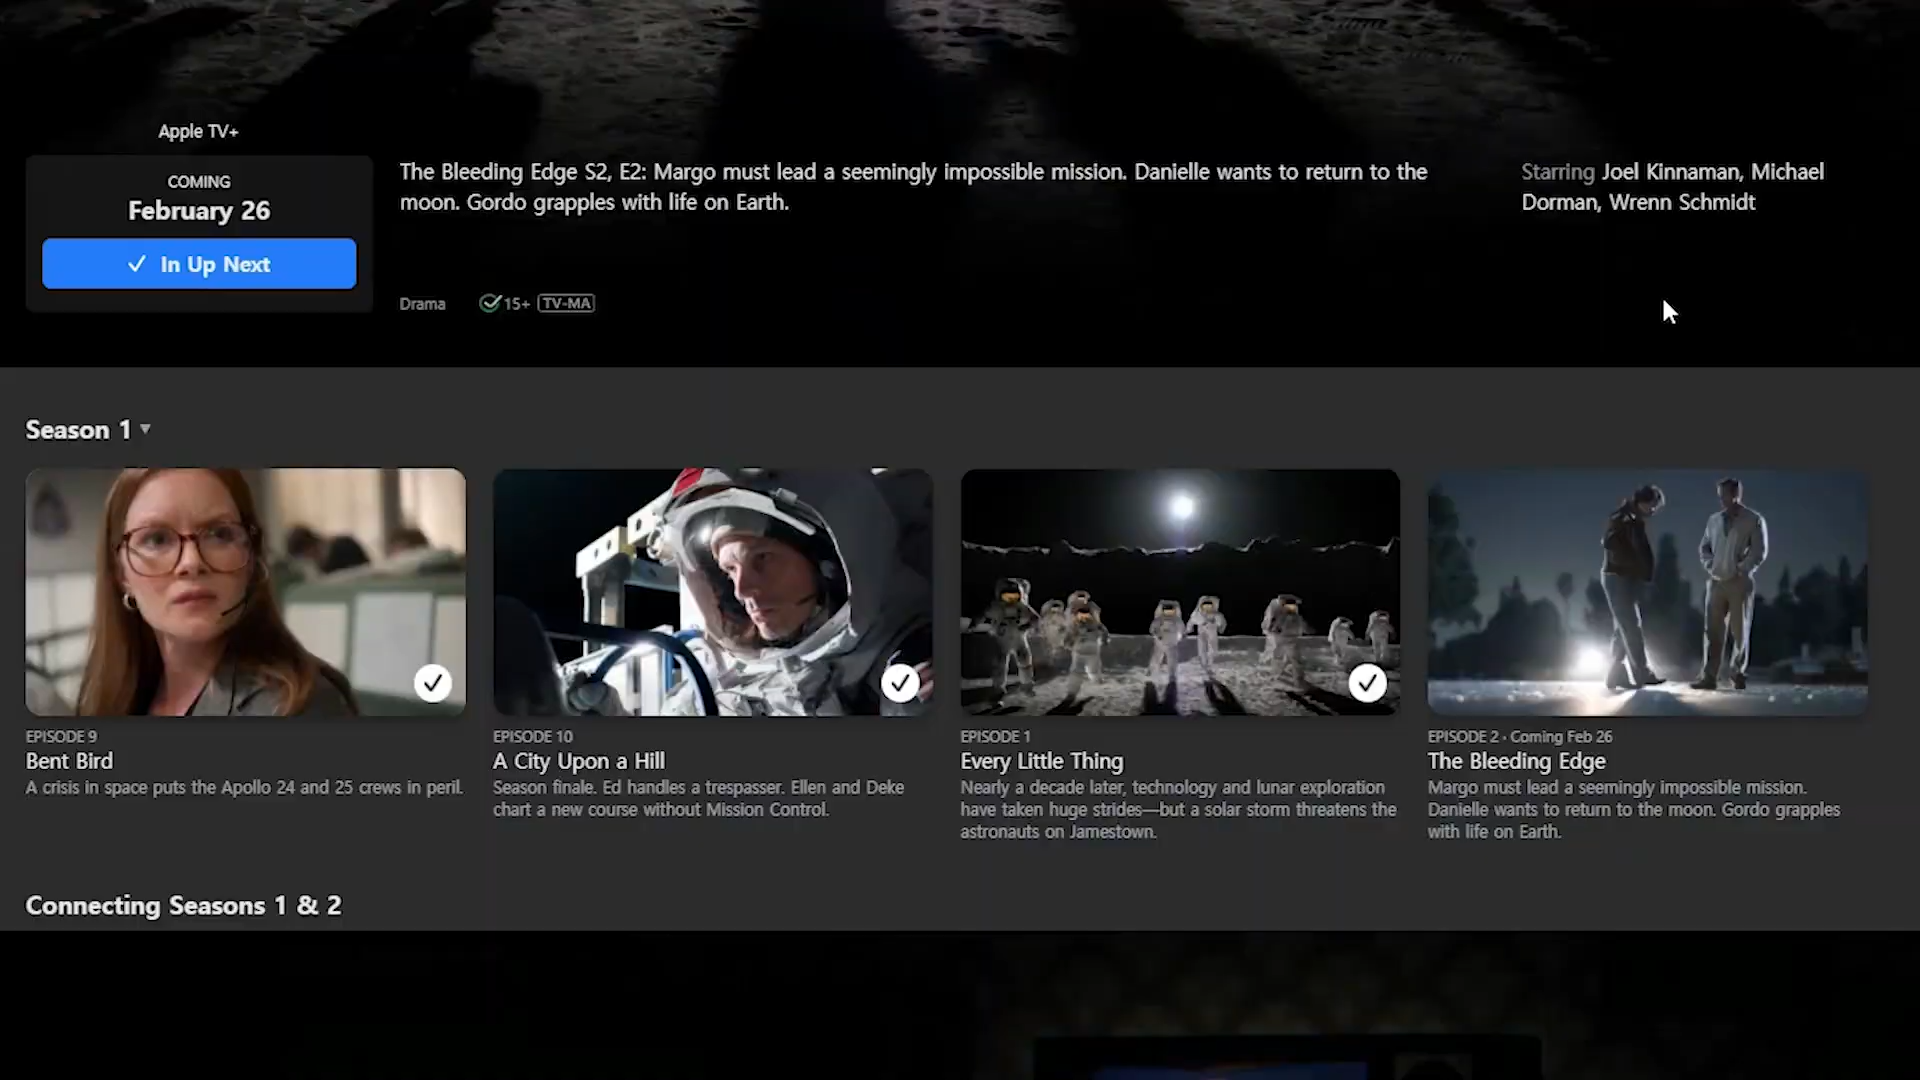 Apple TV+
COMING
February 26
✓ In Up Next
The Bleeding Edge S2, E2: Margo must lead a seemingly impossible mission. Danielle wants to return to the
moon. Gordo grapples with life on Earth.
Drama 15+ TV-MA
Starring Joel Kinnaman, Michael
Dorman, Wrenn Schmidt
Season 1 ▾
EPISODE 9
Bent Bird
A crisis in space puts the Apollo 24 and 25 crews in peril.
EPISODE 10
A City Upon a Hill
Season finale. Ed handles a trespasser. Ellen and Deke
chart a new course without Mission Control.
EPISODE 1
Every Little Thing
Nearly a decade later, technology and lunar exploration
have taken huge strides—but a solar storm threatens the
astronauts on Jamestown.
EPISODE 2 • Coming Feb 26
The Bleeding Edge
Margo must lead a seemingly impossible mission.
Danielle wants to return to the moon. Gordo grapples
with life on Earth.
Connecting Seasons 1 & 2